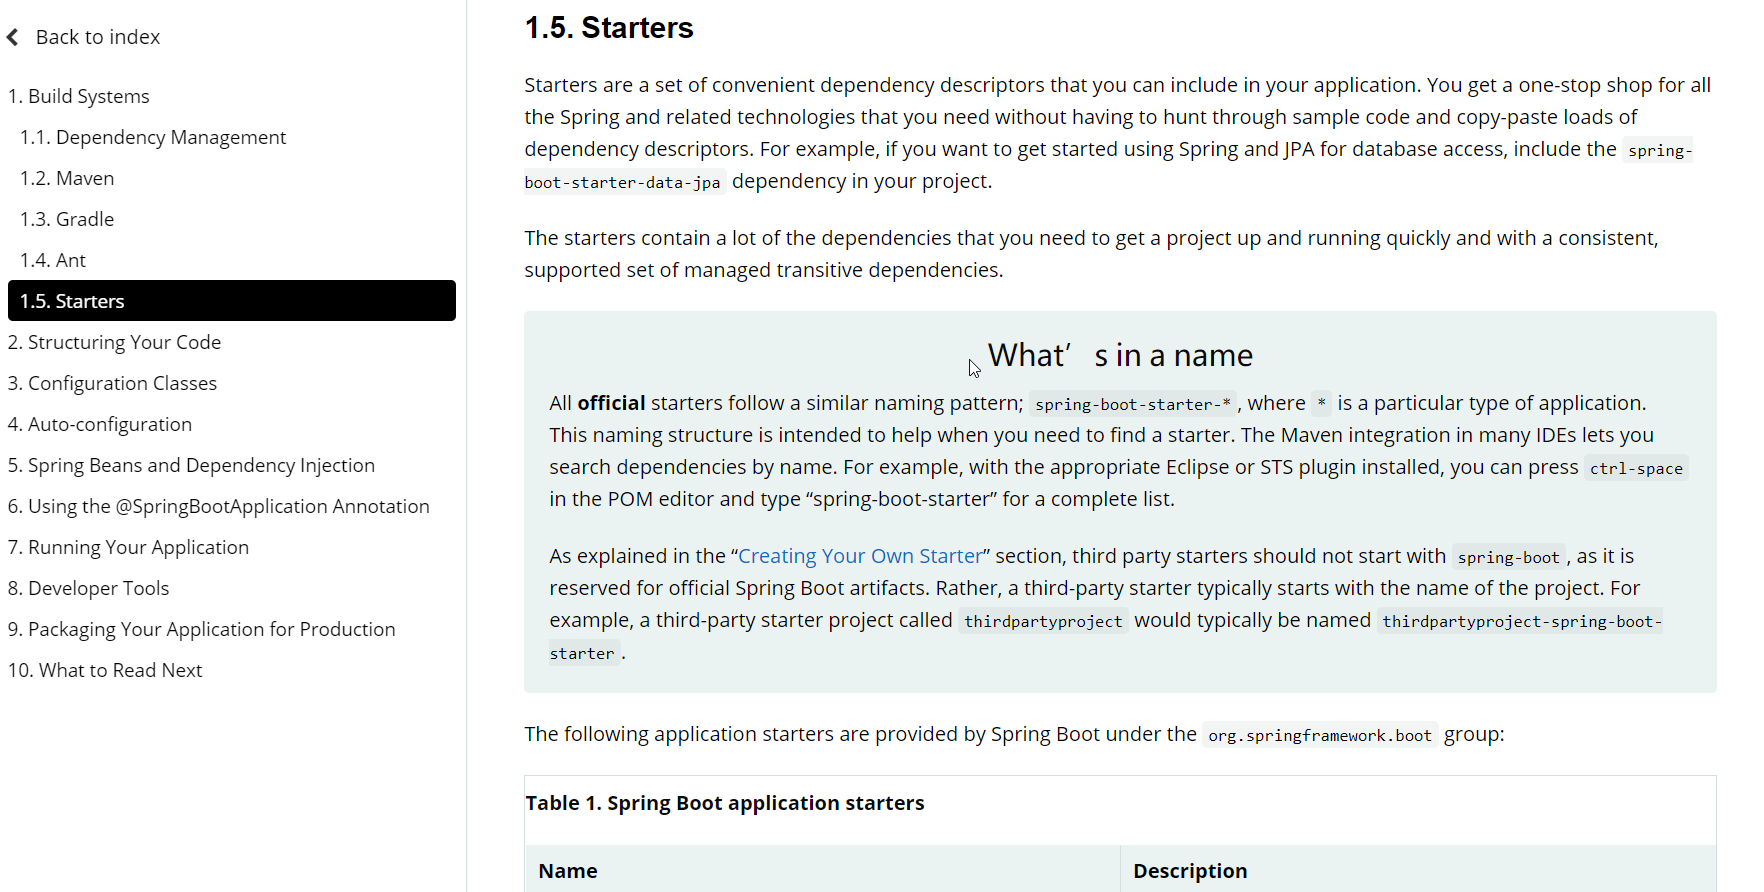 Back to index
1. Build Systems
1.1. Dependency Management
1.2. Maven
1.3. Gradle
1.4. Ant
1.5. Starters
2. Structuring Your Code
3. Configuration Classes
4. Auto-configuration
5. Spring Beans and Dependency Injection
6. Using the @SpringBootApplication Annotation
7. Running Your Application
8. Developer Tools
9. Packaging Your Application for Production
10. What to Read Next
1.5. Starters
Starters are a set of convenient dependency descriptors that you can include in your application. You get a one-stop shop for all
the Spring and related technologies that you need without having to hunt through sample code and copy-paste loads of
dependency descriptors. For example, if you want to get started using Spring and JPA for database access, include the spring-
boot-starter-data-jpa dependency in your project.
The starters contain a lot of the dependencies that you need to get a project up and running quickly and with a consistent,
supported set of managed transitive dependencies.
What’s in a name
All official starters follow a similar naming pattern; spring-boot-starter-*, where * is a particular type of application.
This naming structure is intended to help when you need to find a starter. The Maven integration in many IDEs lets you
search dependencies by name. For example, with the appropriate Eclipse or STS plugin installed, you can press ctrl-space
in the POM editor and type “spring-boot-starter” for a complete list.
As explained in the “Creating Your Own Starter” section, third party starters should not start with spring-boot, as it is
reserved for official Spring Boot artifacts. Rather, a third-party starter typically starts with the name of the project. For
example, a third-party starter project called thirdpartyproject would typically be named thirdpartyproject-spring-boot-
starter.
The following application starters are provided by Spring Boot under the org.springframework.boot group:
Table 1. Spring Boot application starters
Name Description